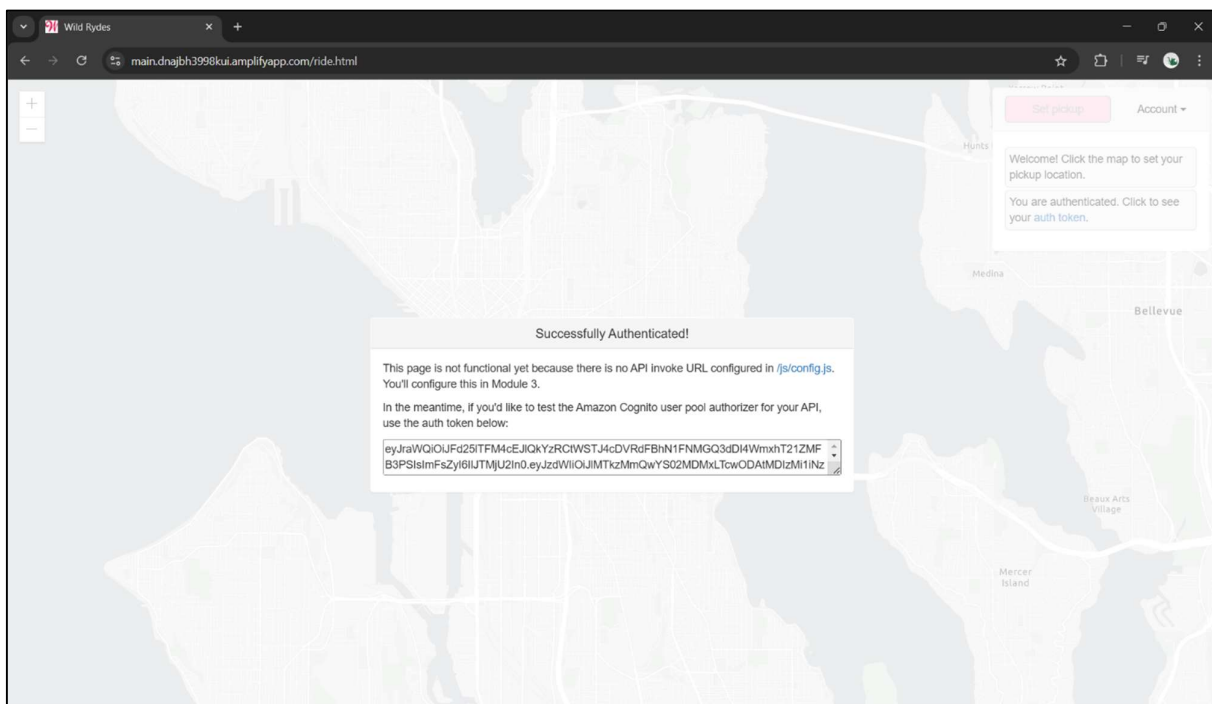 Wild Rydes
main.dnajbh3998kui.amplifyapp.com/ride.html
Set pickup
Account
Hunts
Welcome! Click the map to set your
pickup location.
You are authenticated. Click to see
your auth token.
Medina
Bellevue
Successfully Authenticated!
This page is not functional yet because there is no API invoke URL configured in /js/config.js.
You'll configure this in Module 3.
In the meantime, if you'd like to test the Amazon Cognito user pool authorizer for your API,
use the auth token below:
Beaux Arts
Village
Mercer
Island